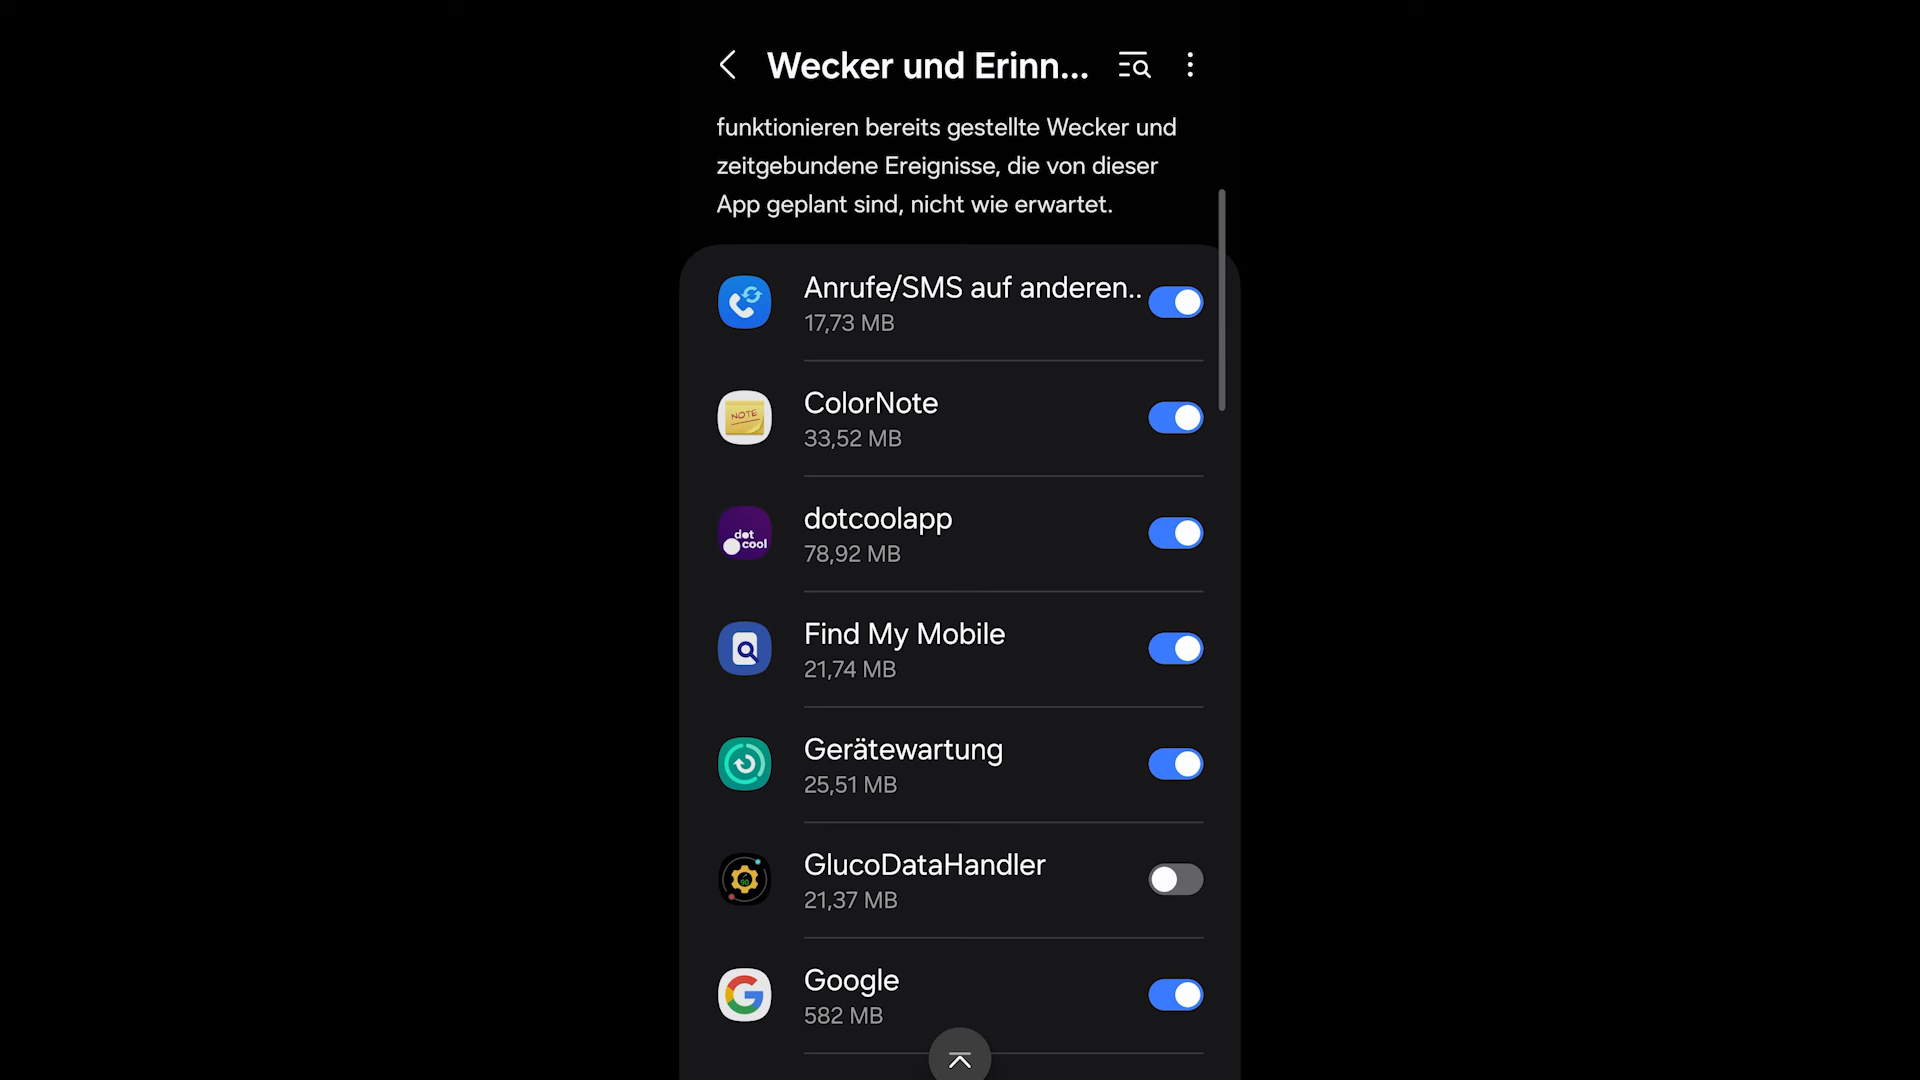 Wecker und Erinn...
funktionieren bereits gestellte Wecker und
zeitgebundene Ereignisse, die von dieser
App geplant sind, nicht wie erwartet.
Anrufe/SMS auf anderen..
17,73 MB
NOTE
ColorNote
33,52 MB
dot
cool
dotcoolapp
78,92 MB
Find My Mobile
21,74 MB
Gerätewartung
25,51 MB
90
GlucoDataHandler
21,37 MB
G
Google
582 MB